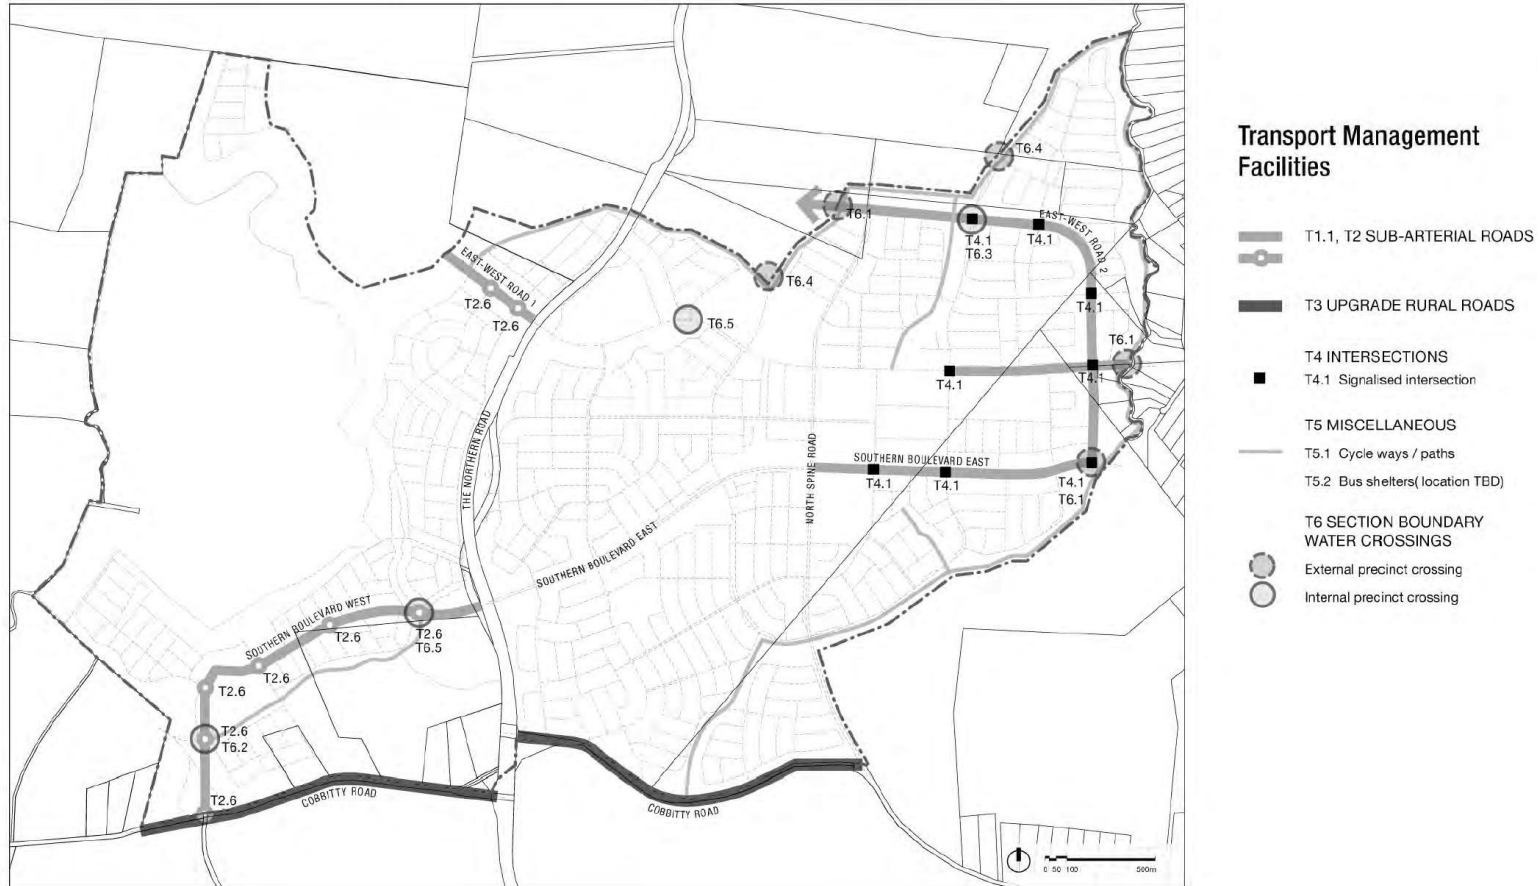 Transport Management
Facilities
T1.1, T2 SUB-ARTERIAL ROADS
T3 UPGRADE RURAL ROADS
T4 INTERSECTIONS
T4.1 Signalised intersection
T5 MISCELLANEOUS
T5.1 Cycle ways / paths
T5.2 Bus shelters( location TBD)
T6 SECTION BOUNDARY
WATER CROSSINGS
External precinct crossing
Internal precinct crossing
T6.4
T6.1
EAST-WEST ROAD 2
T4.1
T6.3
T4.1
EAST-WEST ROAD 1
T2.6
T2.6
T6.4
T6.5
T4.1
T6.1
T4.1
T4.1
THE NORTHERN ROAD
NORTH SPINE ROAD
SOUTHERN BOULEVARD EAST
T4.1
T4.1
T4.1
T6.1
SOUTHERN BOULEVARD EAST
SOUTHERN BOULEVARD WEST
T2.6
T6.5
T2.6
T2.6
T2.6
T2.6
T6.2
T2.6
COBBITTY ROAD
COBBITTY ROAD
0 50 100 500m